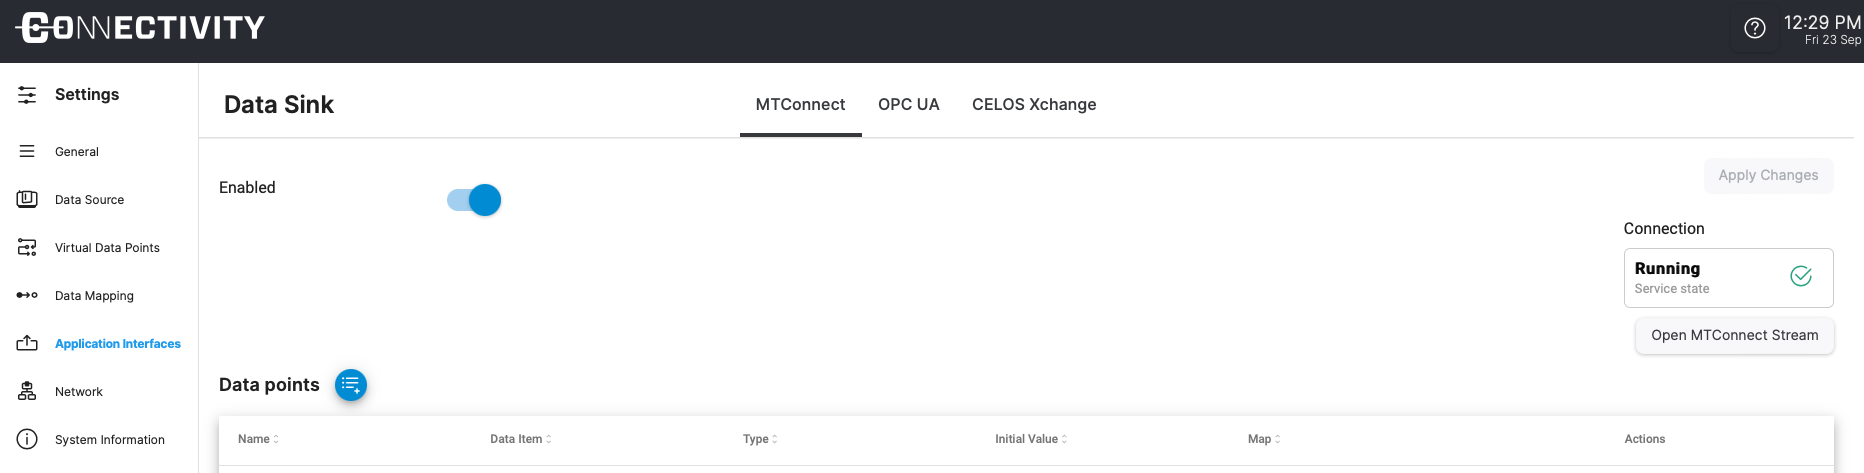 CONNECTIVITY
12:29 PM
Fri 23 Sep
Settings
General
Data Source
Virtual Data Points
Data Mapping
Application Interfaces
Network
System Information
Data Sink
MTConnect OPC UA CELOS Xchange
Enabled
Apply Changes
Connection
Running
Service state
Open MTConnect Stream
Data points
Name Data Item Type Initial Value Map Actions